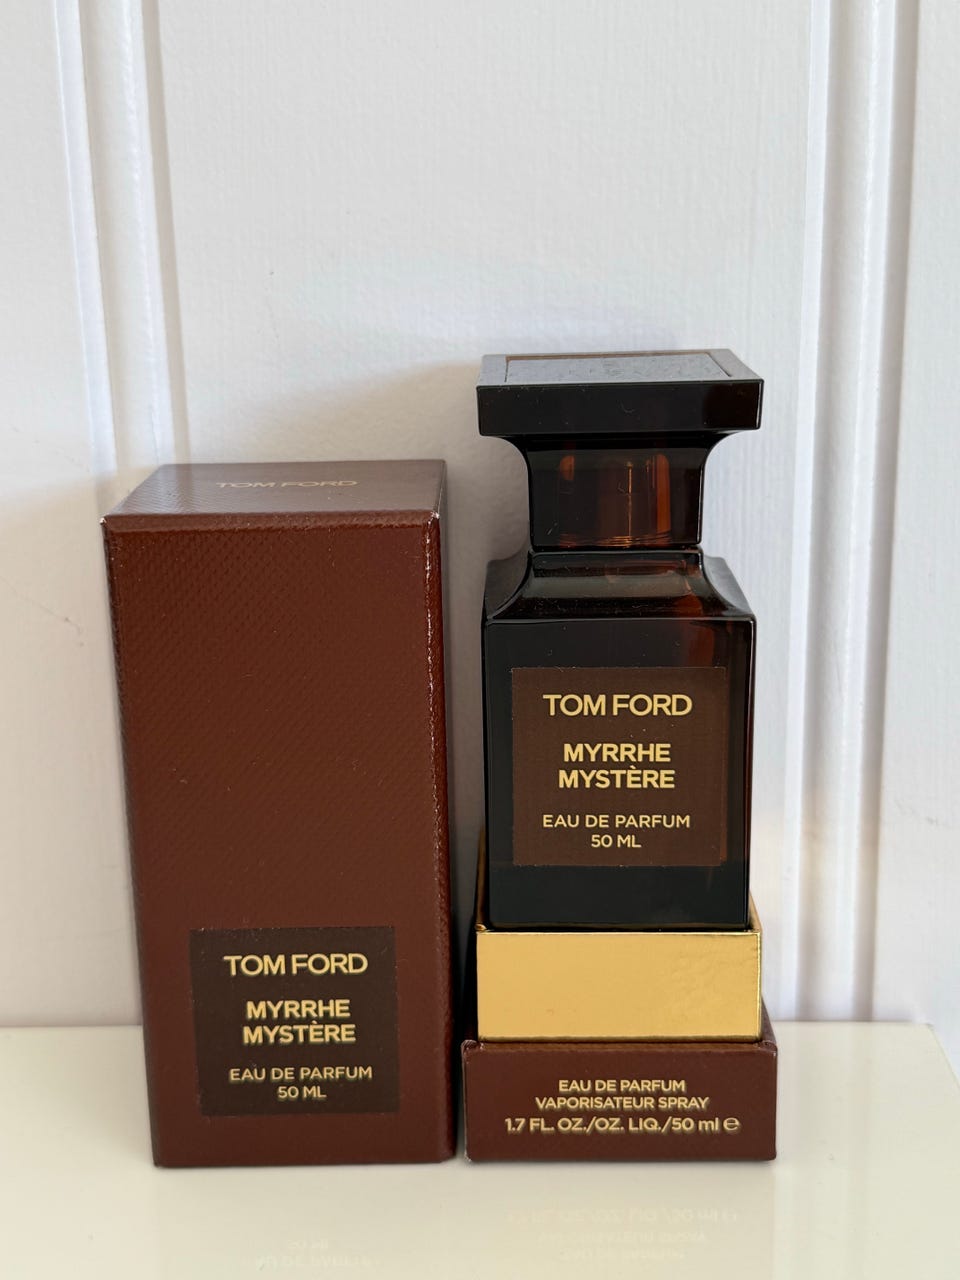 TOM FORD
TOM FORD
MYRRHE
MYSTÈRE
EAU DE PARFUM
50 ML
TOM FORD
MYRRHE
MYSTÈRE
EAU DE PARFUM
50 ML
EAU DE PARFUM
VAPORISATEUR SPRAY
1.7 FL. OZ./OZ. LIQ./50 ml ℮